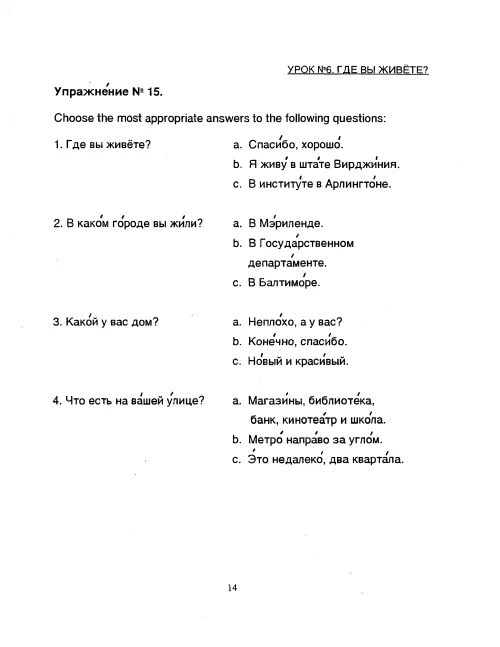 УРОК №6. ГДЕ ВЫ ЖИВЁТЕ?
Упражне́ние № 15.
Choose the most appropriate answers to the following questions:
1. Где вы живёте?
a. Спаси́бо, хорошо́.
b. Я живу́ в шта́те Вирджи́ния.
c. В институ́те в Арлингто́не.
2. В како́м го́роде вы жи́ли?
a. В Мэ́риленде.
b. В Госуда́рственном
департа́менте.
c. В Балтимо́ре.
3. Како́й у вас дом?
a. Непло́хо, а у вас?
b. Коне́чно, спаси́бо.
c. Но́вый и краси́вый.
4. Что есть на ва́шей у́лице?
a. Магази́ны, библиоте́ка,
банк, кинотеа́тр и шко́ла.
b. Метро́ напра́во за угло́м.
c. Э́то недалеко́, два кварта́ла.
14